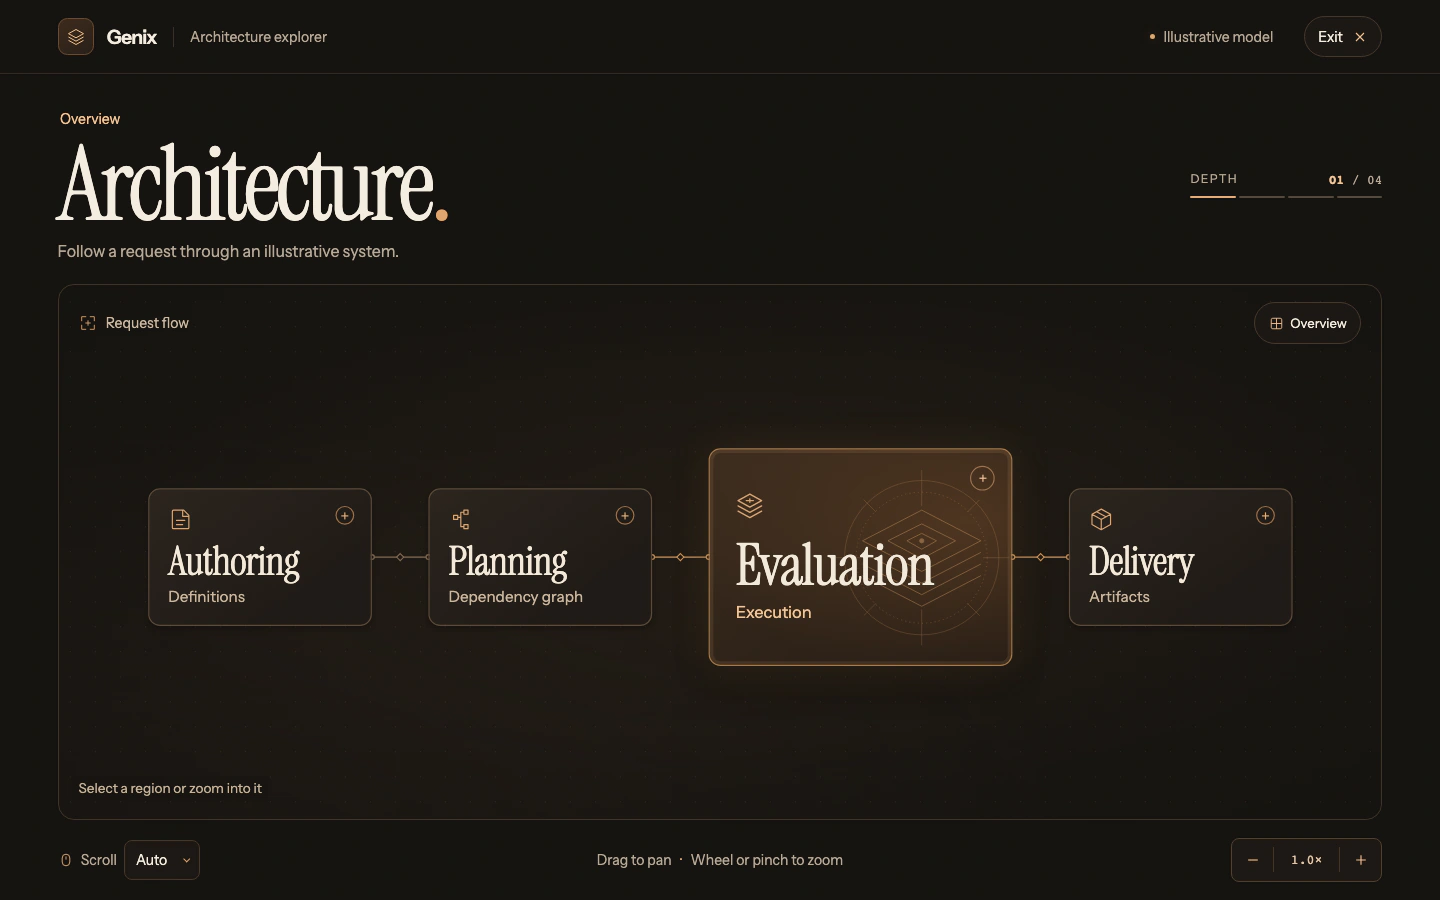 Genix
Architecture explorer
Illustrative model
Exit
Overview
Architecture.
DEPTH
01 / 04
Follow a request through an illustrative system.
Request flow
Overview
Authoring
Definitions
Planning
Dependency graph
Evaluation
Execution
Delivery
Artifacts
Select a region or zoom into it
Scroll
Auto
Drag to pan · Wheel or pinch to zoom
1.0×